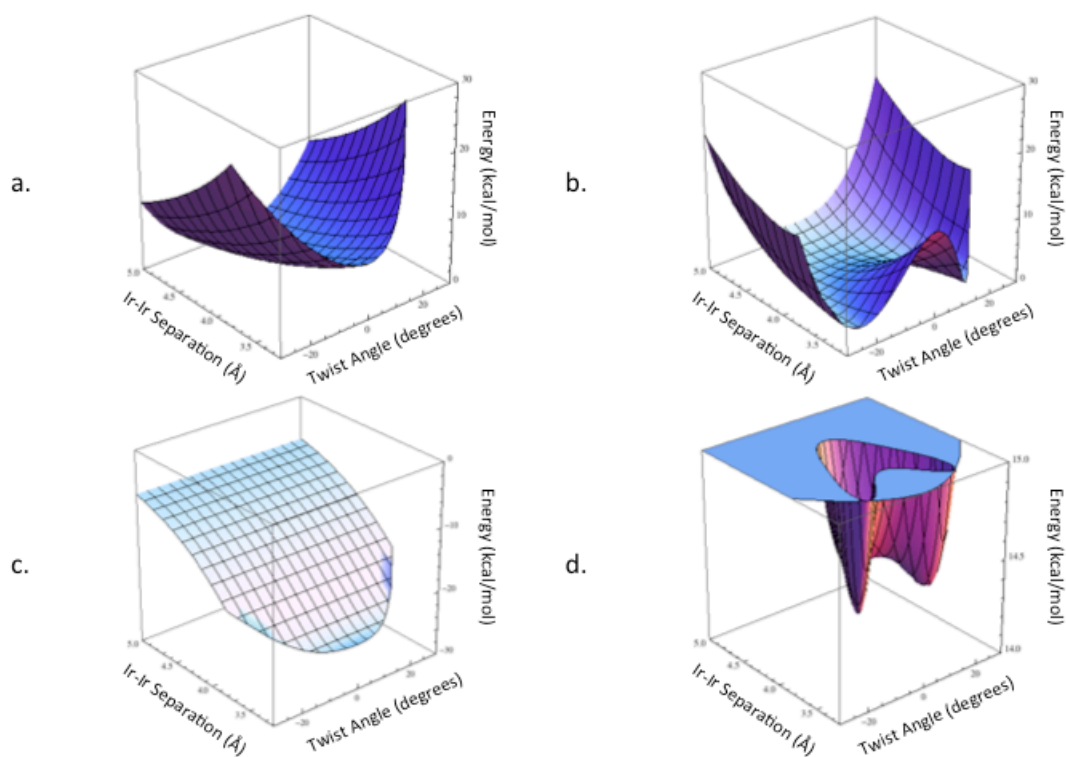 a.
30
20
10
0
Energy (kcal/mol)
5.0
4.5
4.0
3.5
Ir-Ir Separation (Å)
-20
0
20
Twist Angle (degrees)
b.
30
20
10
0
Energy (kcal/mol)
5.0
4.5
4.0
3.5
Ir-Ir Separation (Å)
-20
0
20
Twist Angle (degrees)
c.
0
-10
-20
-30
Energy (kcal/mol)
5.0
4.5
4.0
3.5
Ir-Ir Separation (Å)
-20
0
20
Twist Angle (degrees)
d.
15.0
14.5
14.0
Energy (kcal/mol)
5.0
4.5
4.0
3.5
Ir-Ir Separation (Å)
-20
0
20
Twist Angle (degrees)